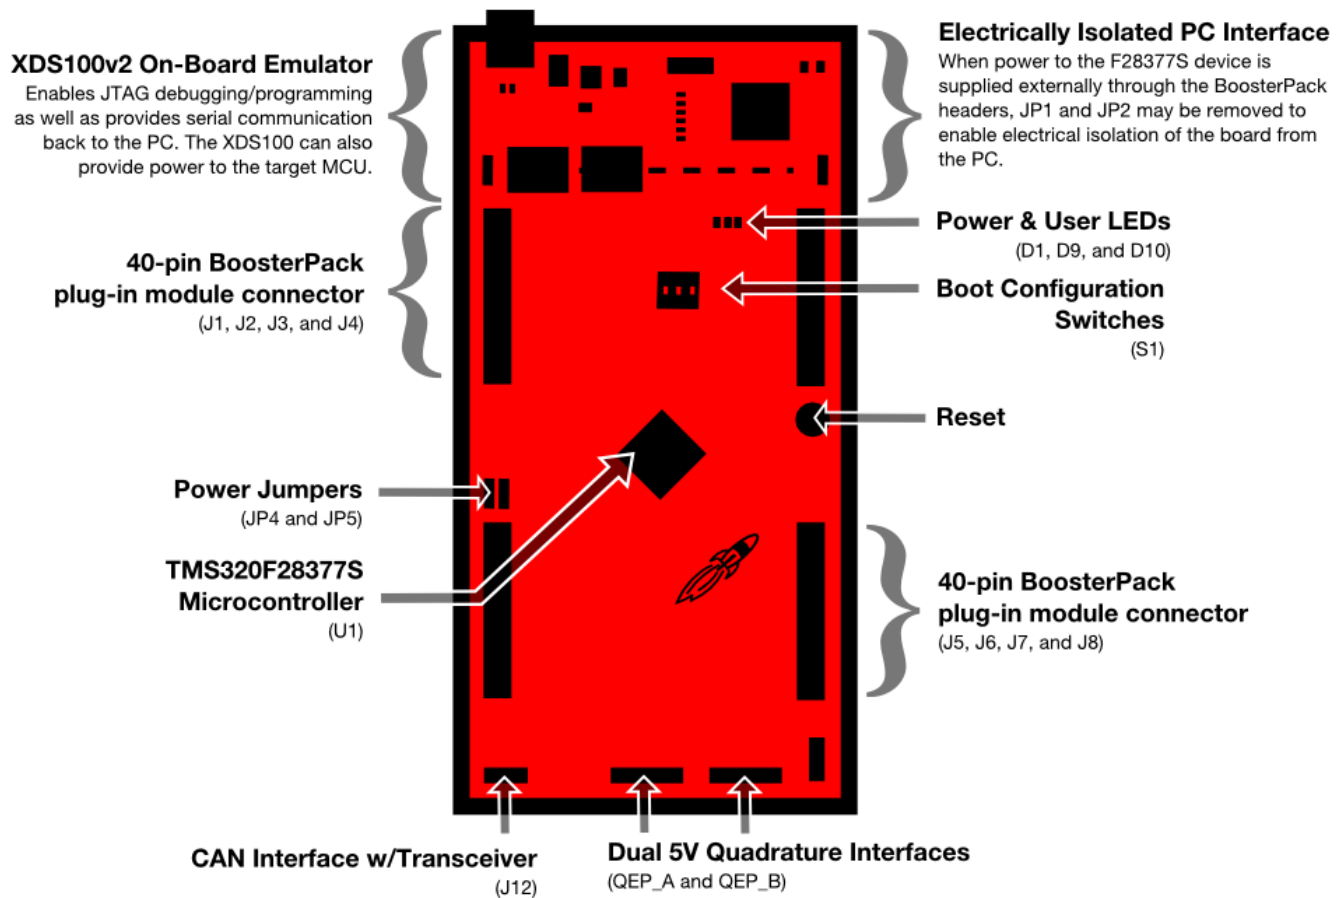 XDS100v2 On-Board Emulator
Enables JTAG debugging/programming
as well as provides serial communication
back to the PC. The XDS100 can also
provide power to the target MCU.
40-pin BoosterPack
plug-in module connector
(J1, J2, J3, and J4)
Power Jumpers
(JP4 and JP5)
TMS320F28377S
Microcontroller
(U1)
CAN Interface w/Transceiver
(J12)
Dual 5V Quadrature Interfaces
(QEP_A and QEP_B)
Electrically Isolated PC Interface
When power to the F28377S device is
supplied externally through the BoosterPack
headers, JP1 and JP2 may be removed to
enable electrical isolation of the board from
the PC.
Power & User LEDs
(D1, D9, and D10)
Boot Configuration
Switches
(S1)
Reset
40-pin BoosterPack
plug-in module connector
(J5, J6, J7, and J8)